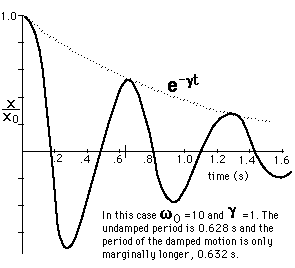 1.0
e^-γt
x
x₀
.2 .4 .6 .8 1.0 1.2 1.4 1.6
time (s)
In this case ω₀ =10 and γ =1. The
undamped period is 0.628 s and the
period of the damped motion is only
marginally longer, 0.632 s.